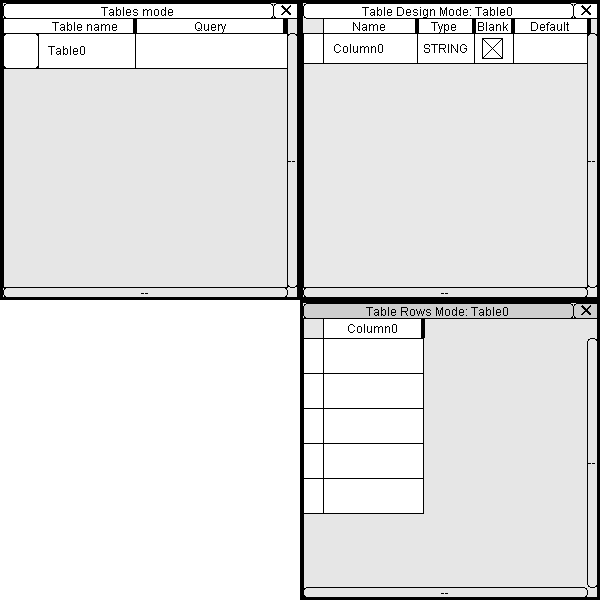 Tables mode
Table name Query
Table0
--
--
Table Design Mode: Table0
Name Type Blank Default
Column0 STRING
--
--
Table Rows Mode: Table0
Column0
--
--